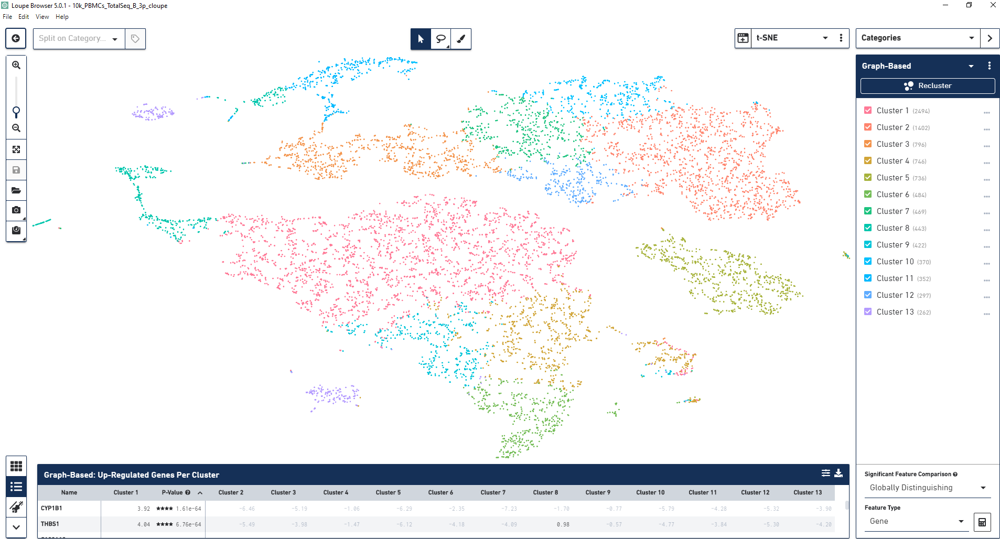 Loupe Browser 5.0.1 - 10k_PBMCs_TotalSeq_B_3p_cloupe
File Edit View Help
Split on Category...
t-SNE
Categories
Graph-Based
Recluster
Cluster 1 (2494)
Cluster 2 (1402)
Cluster 3 (796)
Cluster 4 (746)
Cluster 5 (736)
Cluster 6 (484)
Cluster 7 (469)
Cluster 8 (443)
Cluster 9 (422)
Cluster 10 (370)
Cluster 11 (352)
Cluster 12 (297)
Cluster 13 (262)
Significant Feature Comparison
Globally Distinguishing
Feature Type
Gene
Graph-Based: Up-Regulated Genes Per Cluster
Name Cluster 1 P-Value Cluster 2 Cluster 3 Cluster 4 Cluster 5 Cluster 6 Cluster 7 Cluster 8 Cluster 9 Cluster 10 Cluster 11 Cluster 12 Cluster 13
CYP1B1 3.92 ★★★★ 1.61e-64 -6.46 -5.19 -1.06 -6.29 -2.35 -7.23 -1.70 -0.77 -5.79 -4.28 -5.32 -3.90
THBS1 4.04 ★★★★ 6.76e-64 -5.49 -3.98 -1.47 -6.12 -4.18 -4.09 0.98 -0.57 -4.77 -3.84 -5.30 -4.20